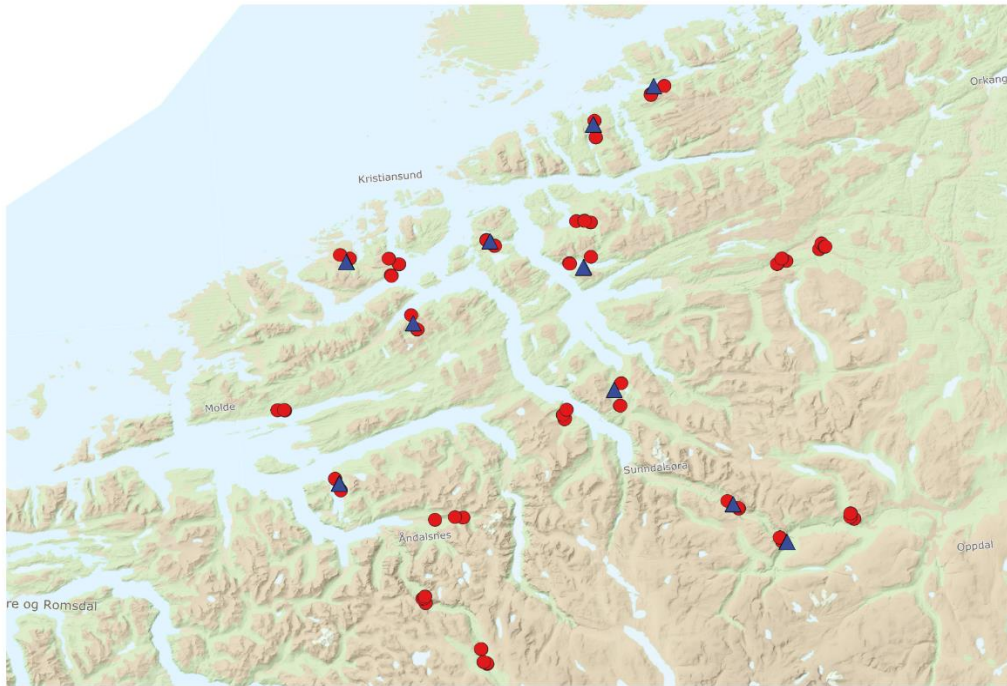 Orkang
Kristiansund
Molde
Sunndalsøra
Åndalsnes
Oppdal
re og Romsdal